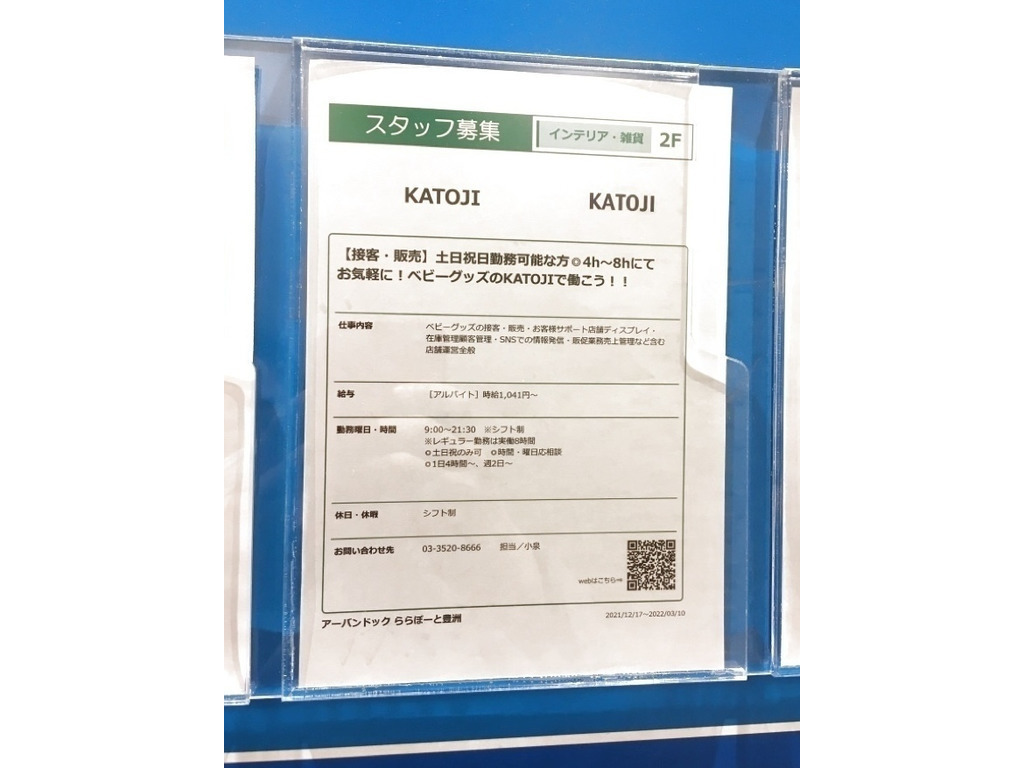 スタッフ募集
インテリア・雑貨 2F
KATOJI KATOJI
【接客・販売】土日祝日勤務可能な方◎4h～8hにて
お気軽に！ベビーグッズのKATOJIで働こう！！
仕事内容 ベビーグッズの接客・販売・お客様サポート店舗ディスプレイ・
在庫管理顧客管理・SNSでの情報発信・販促業務売上管理など含む
店舗運営全般
給与 ［アルバイト］時給1,041円～
勤務曜日・時間 9:00～21:30 ※シフト制
※レギュラー勤務は実働8時間
○土日祝のみ可 ○時間・曜日応相談
○1日4時間～、週2日～
休日・休暇 シフト制
お問い合わせ先 03-3520-8666 担当／小泉
webはこちら⇒
アーバンドック ららぽーと豊洲 2021/12/17～2022/03/10